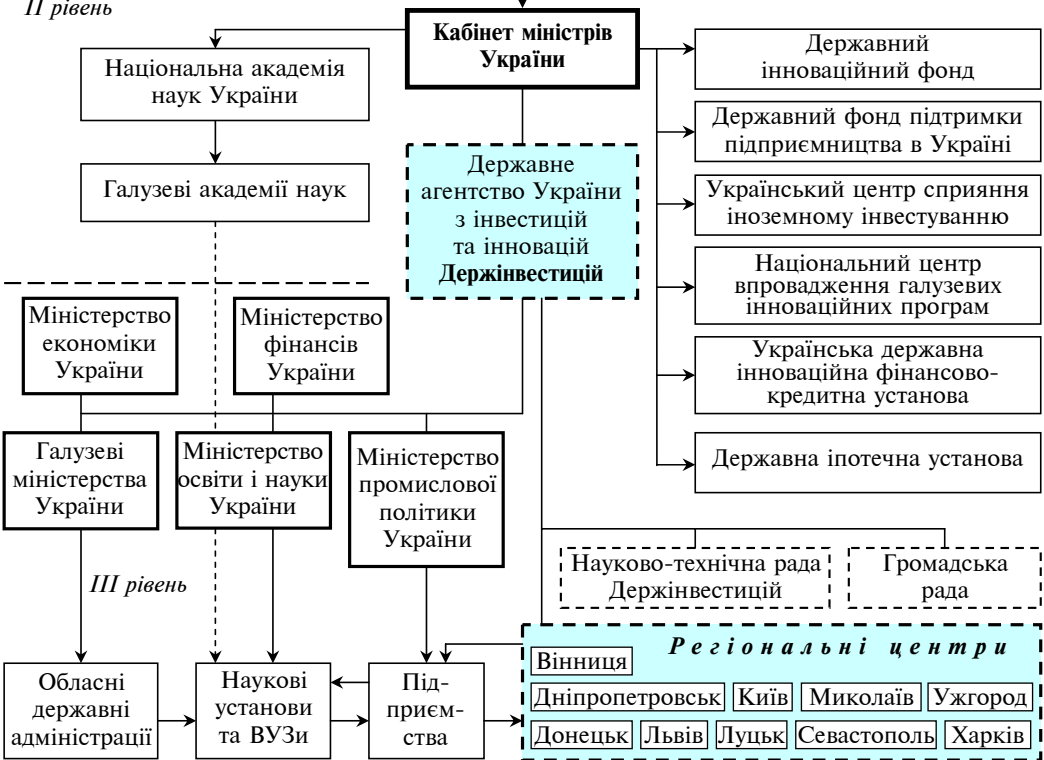 II рівень
Кабінет міністрів
України
Національна академія
наук України
Галузеві академії наук
Державне
агентство України
з інвестицій
та інновацій
Держінвестицій
Державний
інноваційний фонд
Державний фонд підтримки
підприємництва в Україні
Український центр сприяння
іноземному інвестуванню
Національний центр
впровадження галузевих
інноваційних програм
Українська державна
інноваційна фінансово-
кредитна установа
Державна іпотечна установа
Міністерство
економіки
України
Міністерство
фінансів
України
Галузеві
міністерства
України
Міністерство
освіти і науки
України
Міністерство
промислової
політики
України
Науково-технічна рада
Держінвестицій
Громадська
рада
III рівень
Обласні
державні
адміністрації
Наукові
установи
та ВУЗи
Під-
приєм-
ства
Регіональні центри
Вінниця
Дніпропетровськ Київ Миколаїв Ужгород
Донецьк Львів Луцьк Севастополь Харків